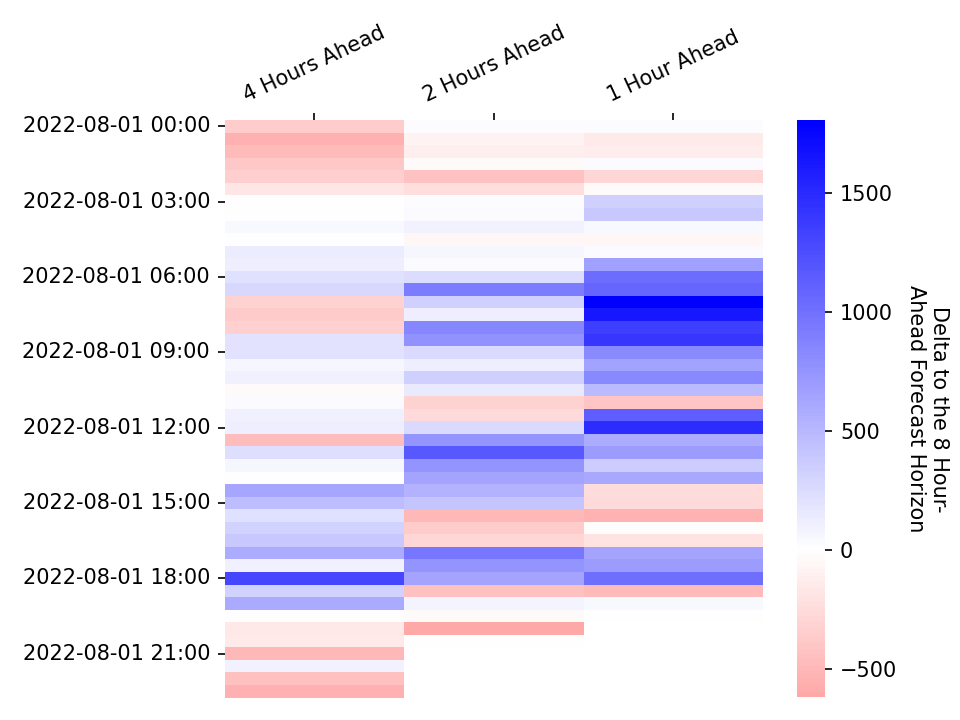 4 Hours Ahead
2 Hours Ahead
1 Hour Ahead
2022-08-01 00:00
2022-08-01 03:00
2022-08-01 06:00
2022-08-01 09:00
2022-08-01 12:00
2022-08-01 15:00
2022-08-01 18:00
2022-08-01 21:00
1500
1000
500
0
−500
Delta to the 8 Hour-
Ahead Forecast Horizon